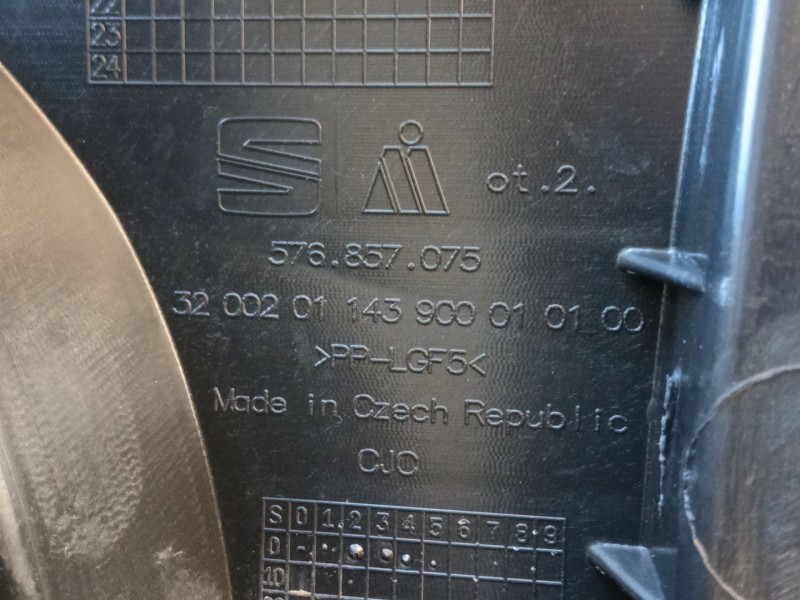 23
24
ot.2.
576.857.075
32 002 01 143 900 01 01 00
>PP-LGF5<
Made in Czech Republic
CJC
S 0 1 2 3 4 5 6 7 8 9
0
10